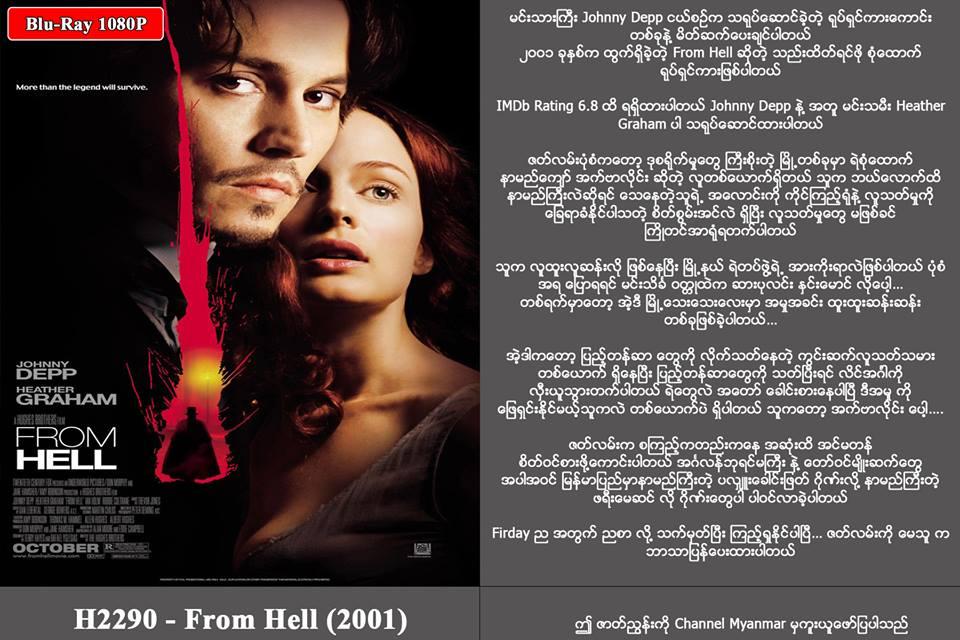 Blu-Ray 1080P
More than the legend will survive.
JOHNNY
DEPP
HEATHER
GRAHAM
A HUGHES BROTHERS FILM
FROM
HELL
OCTOBER
www.fromhellmovie.com
H2290 - From Hell (2001)
မင်းသားကြီး Johnny Depp ငယ်စဉ်က သရုပ်ဆောင်ခဲ့တဲ့ ရုပ်ရှင်ကားကောင်း
တစ်ခုနဲ့ မိတ်ဆက်ပေးချင်ပါတယ်
၂၀၀၁ ခုနှစ်က ထွက်ရှိခဲ့တဲ့ From Hell ဆိုတဲ့ သည်းထိတ်ရင်ဖို စုံထောက်
ရုပ်ရှင်ကားဖြစ်ပါတယ်
IMDb Rating 6.8 ထိ ရရှိထားပါတယ် Johnny Depp နဲ့ အတူ မင်းသမီး Heather
Graham ပါ သရုပ်ဆောင်ထားပါတယ်
ဇတ်လမ်းပုံစံကတော့ ဒုစရိုက်မှုတွေ ကြီးစိုးတဲ့ မြို့တစ်ခုမှာ ရဲစုံထောက်
နာမည်ကျော် အက်ဗာလိုင်း ဆိုတဲ့ လူတစ်ယောက်ရှိတယ် သူက ဘယ်လောက်ထိ
နာမည်ကြီးလဲဆိုရင် သေနေတဲ့သူရဲ့ အလောင်းကို ကိုင်ကြည့်ရုံနဲ့ လူသတ်မှုကို
ခြေရာခံနိုင်ပါသတဲ့ စိတ်စွမ်းအင်လဲ ရှိပြီး လူသတ်မှုတွေ မဖြစ်ခင်
ကြိုတင်အာရုံရတက်ပါတယ်
သူက လူထူးလူဆန်းလို ဖြစ်နေပြီး မြို့နယ် ရဲတပ်ဖွဲ့ရဲ့ အားကိုးရာလဲဖြစ်ပါတယ် ပုံစံ
အရ ပြောရရင် မင်းသိင်္ခ ဝတ္ထုထဲက ဆားပုလင်း နှင်းမောင် လိုပေါ့...
တစ်ရက်မှာတော့ အဲ့ဒီ မြို့သေးသေးလေးမှာ အမှုအခင်း ထူးထူးဆန်းဆန်း
တစ်ခုဖြစ်ခဲ့ပါတယ်...
အဲ့ဒါကတော့ ပြည့်တန်ဆာ တွေကို လိုက်သတ်နေတဲ့ ကွင်းဆက်လူသတ်သမား
တစ်ယောက် ရှိနေပြီး ပြည့်တန်ဆာတွေကို သတ်ပြီးရင် လိင်အင်္ဂါကို
လှီးယူသွားတက်ပါတယ် ရဲတွေလဲ အတော် ခေါင်းစားနေပါပြီ ဒီအမှု ကို
ဖြေရှင်းနိုင်မယ့်သူကလဲ တစ်ယောက်ပဲ ရှိပါတယ် သူကတော့ အက်ဗာလိုင်း ပေါ့....
ဇတ်လမ်းက စကြည့်ကတည်းကနေ အဆုံးထိ အင်မတန်
စိတ်ဝင်စားဖို့ကောင်းပါတယ် အင်္ဂလန်ဘုရင်မကြီး နဲ့ တော်ဝင်မျိုးဆက်တွေ
အပါအဝင် မြန်မာပြည်မှာနာမည်ကြီးတဲ့ ပလျှူးခေါင်းဖြတ် ဂိုဏ်းလို့ နာမည်ကြီးတဲ့
ဖရီးမေဆင် လို ဂိုဏ်းတွေပါ ပါဝင်လာခဲ့ပါတယ်
Firday ည အတွက် ညစာ လို့ သက်မှတ်ပြီး ကြည့်ရှုနိုင်ပါပြီ... ဇတ်လမ်းကို မေသူ က
ဘာသာပြန်ပေးထားပါတယ်
ဤ ဇာတ်ညွှန်းကို Channel Myanmar မှကူးယူဖော်ပြပါသည်